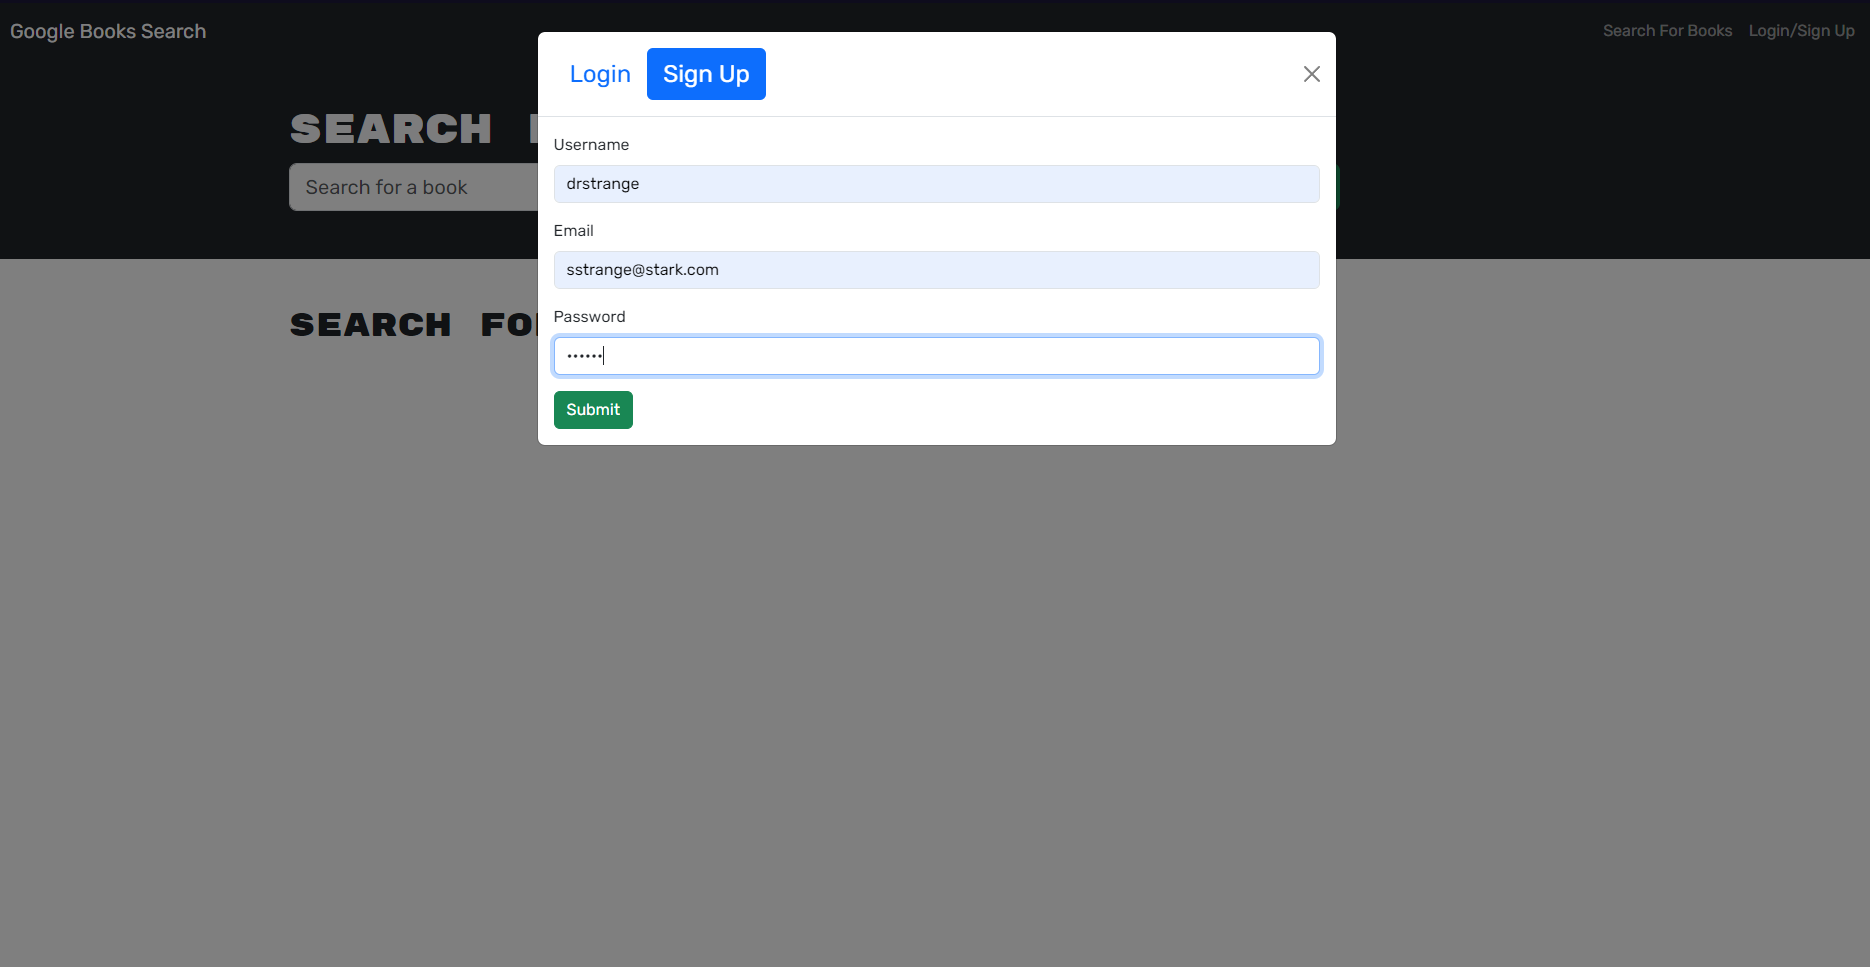 Google Books Search
Search For Books
Login/Sign Up
Login
Sign Up
SEARCH
Search for a book
Username
drstrange
Email
sstrange@stark.com
Password
••••••
Submit
SEARCH